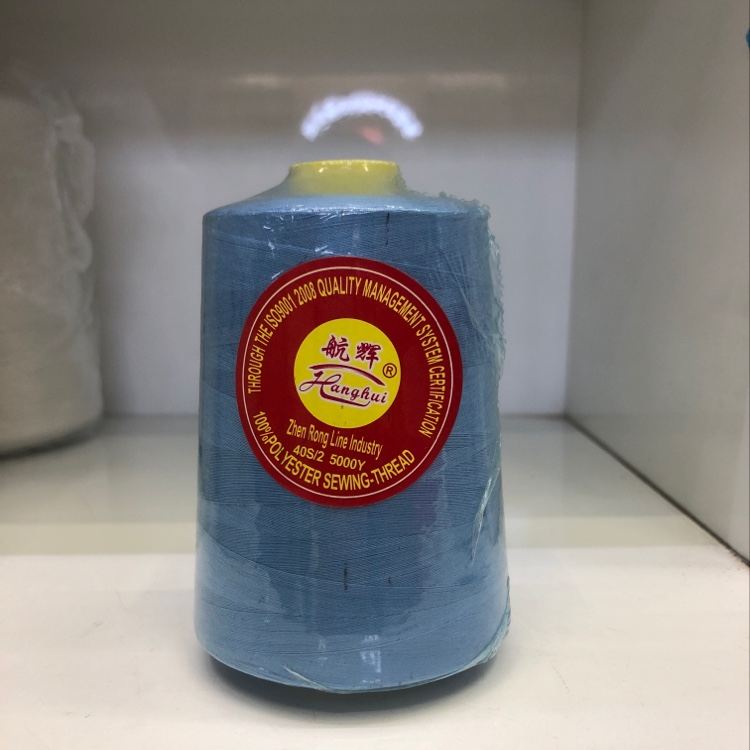 THROUGH THE ISO9001 2008 QUALITY MANAGEMENT SYSTEM CERTIFICATION
航辉
®
Hanghui
Zhen Rong Line Industry
40S/2 5000Y
100%POLYESTER SEWING-THREAD